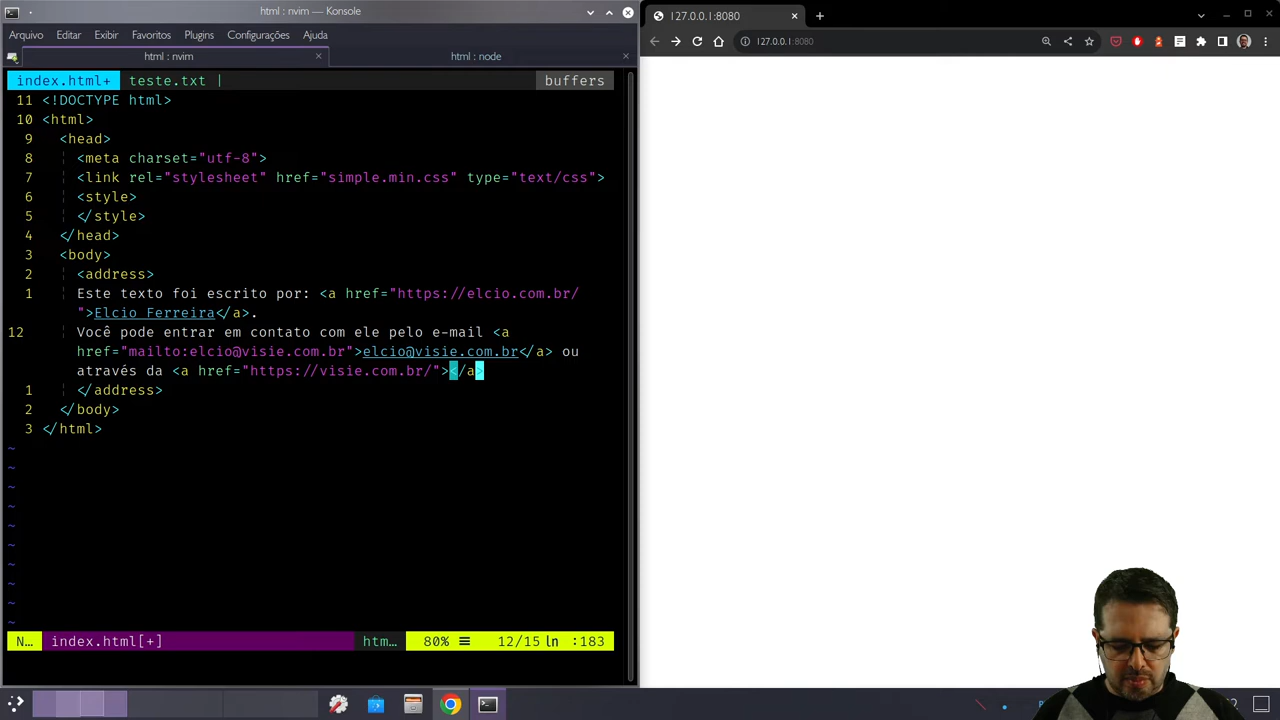 html : nvim — Konsole
Arquivo Editar Exibir Favoritos Plugins Configurações Ajuda
html : nvim
html : node
index.html+ teste.txt | buffers
11 <!DOCTYPE html>
10 <html>
9 <head>
8 <meta charset="utf-8">
7 <link rel="stylesheet" href="simple.min.css" type="text/css">
6 <style>
5 </style>
4 </head>
3 <body>
2 <address>
1 Este texto foi escrito por: <a href="https://elcio.com.br/
">Elcio Ferreira</a>.
12 Você pode entrar em contato com ele pelo e-mail <a
href="mailto:elcio@visie.com.br">elcio@visie.com.br</a> ou
através da <a href="https://visie.com.br/"></a>
1 </address>
2 </body>
3 </html>
~
~
~
~
~
~
~
~
~
~
N… index.html[+] htm… 80% ☰ 12/15 ln :183
127.0.0.1:8080
127.0.0.1:8080